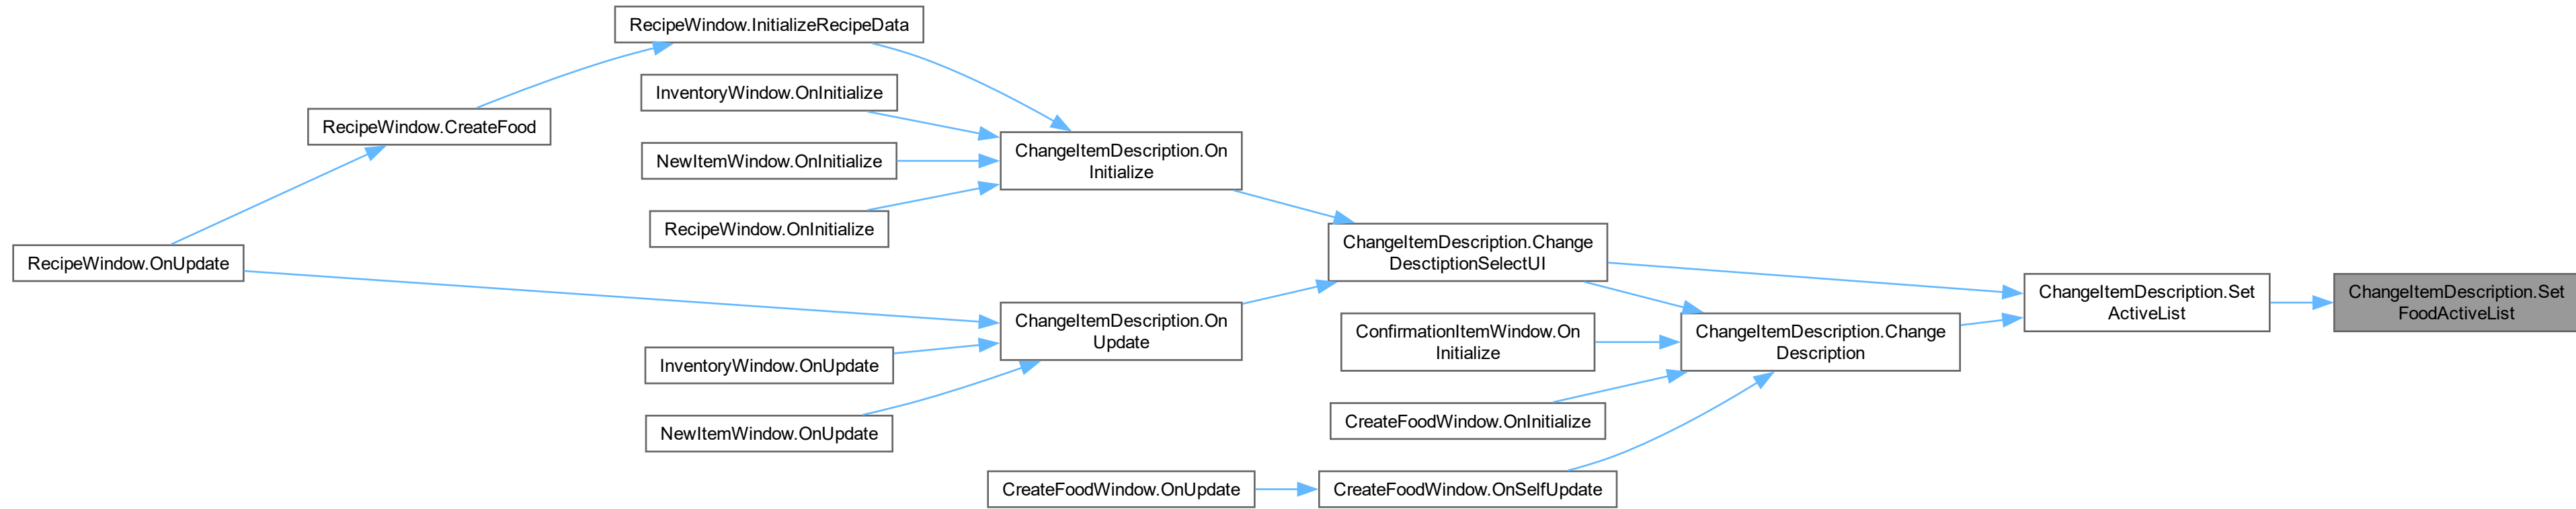 RecipeWindow.InitializeRecipeData
InventoryWindow.OnInitialize
RecipeWindow.CreateFood
ChangeItemDescription.On
Initialize
NewItemWindow.OnInitialize
RecipeWindow.OnInitialize
RecipeWindow.OnUpdate
ChangeItemDescription.Change
DesctiptionSelectUI
ChangeItemDescription.Set
ActiveList
ChangeItemDescription.Set
FoodActiveList
ChangeItemDescription.On
Update
ConfirmationItemWindow.On
Initialize
ChangeItemDescription.Change
Description
InventoryWindow.OnUpdate
CreateFoodWindow.OnInitialize
NewItemWindow.OnUpdate
CreateFoodWindow.OnUpdate
CreateFoodWindow.OnSelfUpdate